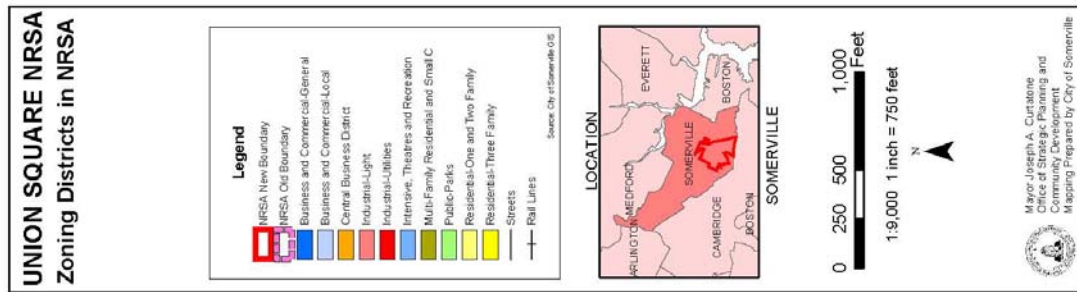 UNION SQUARE NRSA
Zoning Districts in NRSA
Legend
NRSA New Boundary
NRSA Old Boundary
Business and Commercial-General
Business and Commercial-Local
Central Business District
Industrial-Light
Industrial-Utilities
Intensive, Theatres and Recreation
Multi-Family Residential and Small C
Public-Parks
Residential-One and Two Family
Residential-Three Family
Streets
Rail Lines
Source: City of Somerville GIS
LOCATION
ARLINGTON
MEDFORD
EVERETT
SOMERVILLE
CAMBRIDGE
BOSTON
BOSTON
SOMERVILLE
0 250 500 1,000
Feet
1:9,000 1 inch = 750 feet
N
Mayor Joseph A. Curtatone
Office of Strategic Planning and
Community Development
Mapping Prepared by City of Somerville